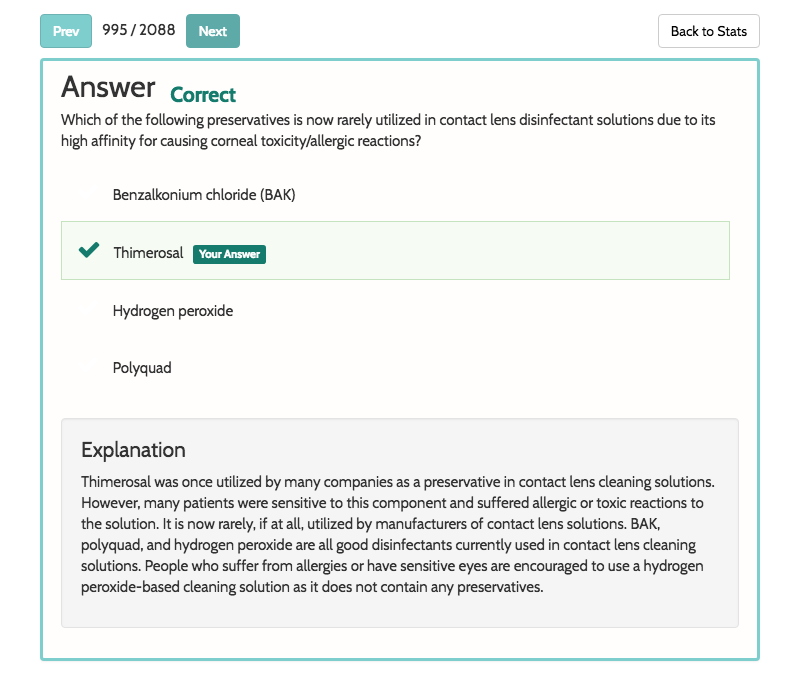 Prev 995 / 2088 Next Back to Stats
Answer Correct
Which of the following preservatives is now rarely utilized in contact lens disinfectant solutions due to its
high affinity for causing corneal toxicity/allergic reactions?
Benzalkonium chloride (BAK)
Thimerosal Your Answer
Hydrogen peroxide
Polyquad
Explanation
Thimerosal was once utilized by many companies as a preservative in contact lens cleaning solutions.
However, many patients were sensitive to this component and suffered allergic or toxic reactions to
the solution. It is now rarely, if at all, utilized by manufacturers of contact lens solutions. BAK,
polyquad, and hydrogen peroxide are all good disinfectants currently used in contact lens cleaning
solutions. People who suffer from allergies or have sensitive eyes are encouraged to use a hydrogen
peroxide-based cleaning solution as it does not contain any preservatives.